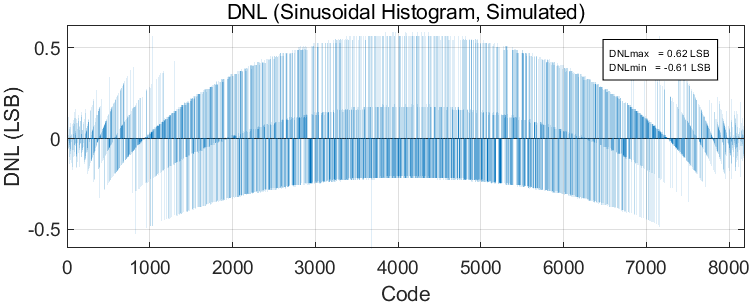 DNL (Sinusoidal Histogram, Simulated)
DNL (LSB)
0.5
0
-0.5
DNLmax = 0.62 LSB
DNLmin = -0.61 LSB
0 1000 2000 3000 4000 5000 6000 7000 8000
Code